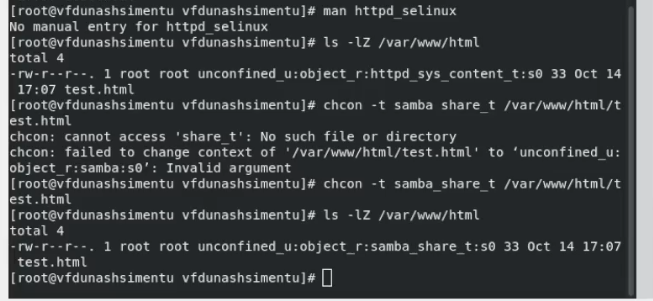 [root@vfdunashsimentu vfdunashsimentu]# man httpd_selinux
No manual entry for httpd_selinux
[root@vfdunashsimentu vfdunashsimentu]# ls -lZ /var/www/html
total 4
-rw-r--r--. 1 root root unconfined_u:object_r:httpd_sys_content_t:s0 33 Oct 14
 17:07 test.html
[root@vfdunashsimentu vfdunashsimentu]# chcon -t samba share_t /var/www/html/t
est.html
chcon: cannot access 'share_t': No such file or directory
chcon: failed to change context of '/var/www/html/test.html' to ‘unconfined_u:
object_r:samba:s0’: Invalid argument
[root@vfdunashsimentu vfdunashsimentu]# chcon -t samba_share_t /var/www/html/t
est.html
[root@vfdunashsimentu vfdunashsimentu]# ls -lZ /var/www/html
total 4
-rw-r--r--. 1 root root unconfined_u:object_r:samba_share_t:s0 33 Oct 14 17:07
 test.html
[root@vfdunashsimentu vfdunashsimentu]#